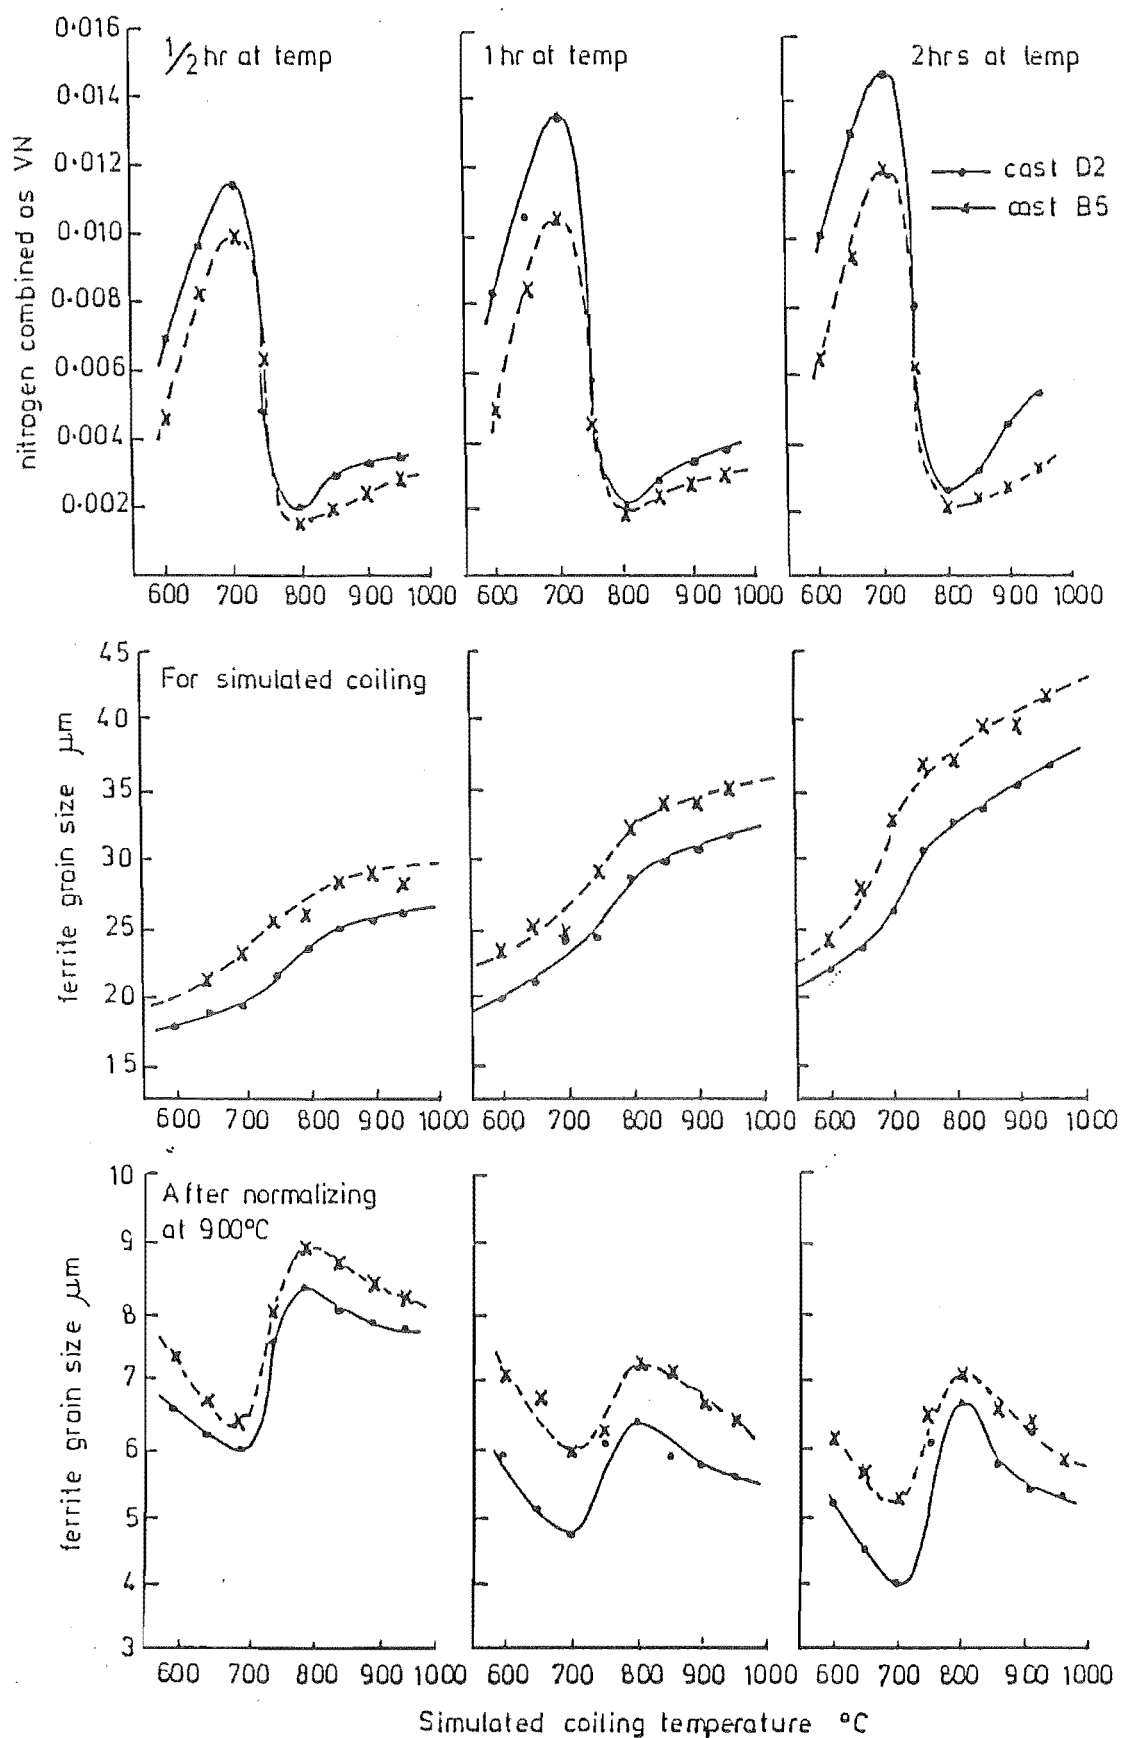 0·016
0·014
0·012
0·010
0·008
0·006
0·004
0·002
nitrogen combined as VN
1/2 hr at temp
1 hr at temp
2hrs at temp
cast D2
cast B5
600 700 800 900 1000
600 700 800 900 1000
600 700 800 900 1000
45
40
35
30
25
20
15
ferrite grain size μm
For simulated coiling
600 700 800 900 1000
600 700 800 900 1000
600 700 800 900 1000
10
9
8
7
6
5
4
3
ferrite grain size μm
After normalizing
at 900°C
600 700 800 900 1000
600 700 800 900 1000
600 700 800 900 1000
Simulated coiling temperature °C